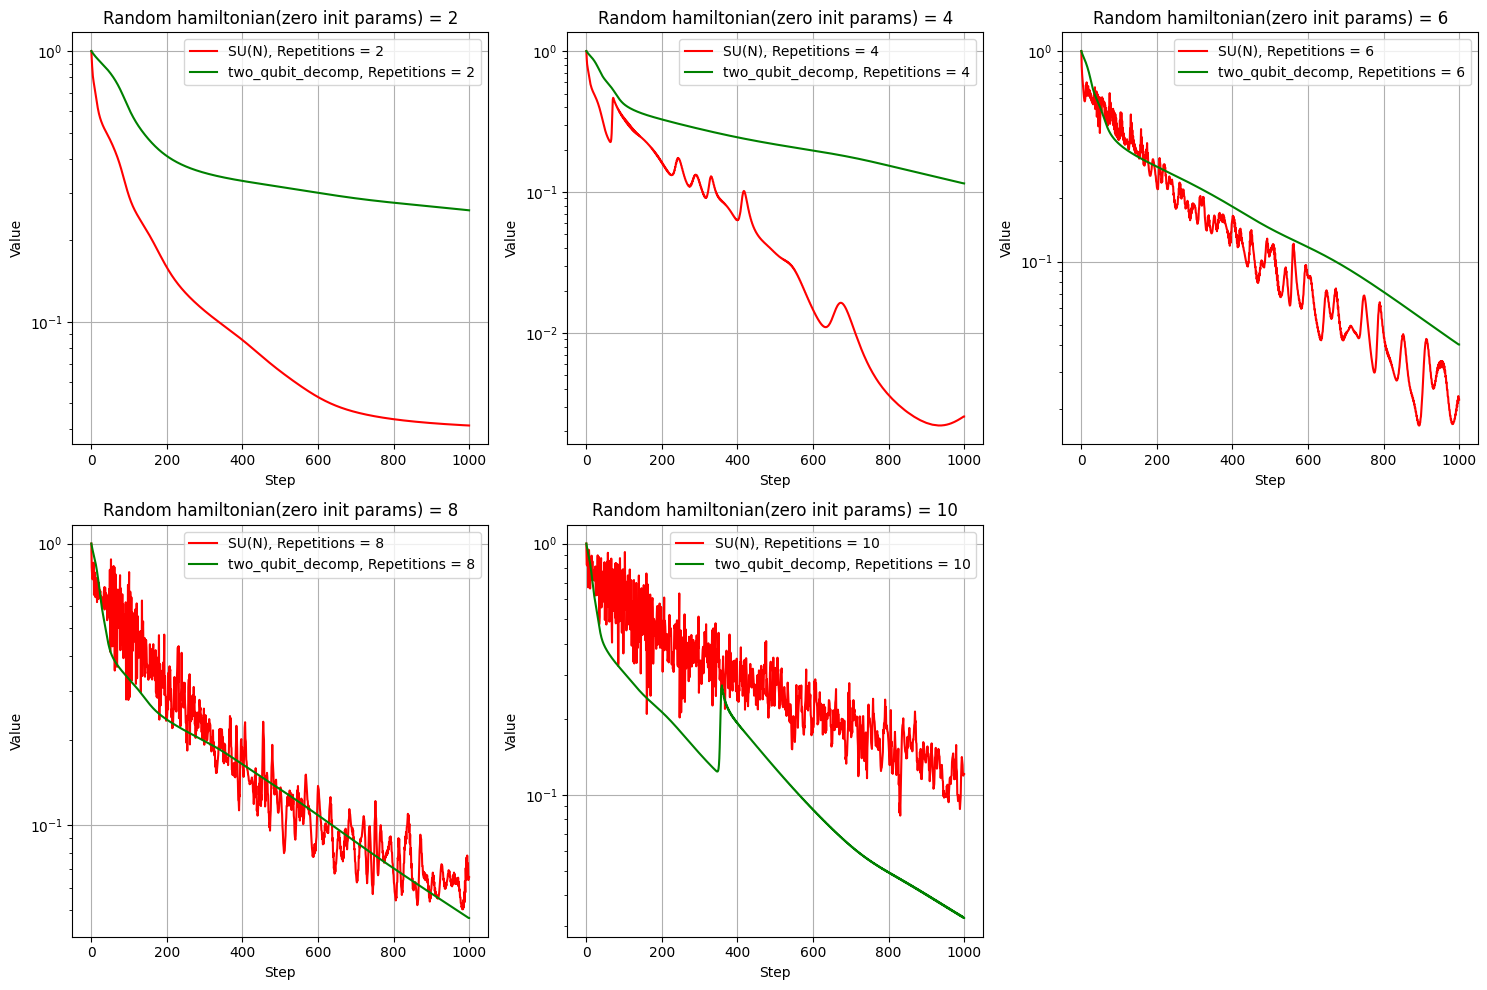 Random hamiltonian(zero init params) = 2
SU(N), Repetitions = 2
two_qubit_decomp, Repetitions = 2
10^0
10^-1
Value
0 200 400 600 800 1000
Step
Random hamiltonian(zero init params) = 4
SU(N), Repetitions = 4
two_qubit_decomp, Repetitions = 4
10^0
10^-1
10^-2
Value
0 200 400 600 800 1000
Step
Random hamiltonian(zero init params) = 6
SU(N), Repetitions = 6
two_qubit_decomp, Repetitions = 6
10^0
10^-1
Value
0 200 400 600 800 1000
Step
Random hamiltonian(zero init params) = 8
SU(N), Repetitions = 8
two_qubit_decomp, Repetitions = 8
10^0
10^-1
Value
0 200 400 600 800 1000
Step
Random hamiltonian(zero init params) = 10
SU(N), Repetitions = 10
two_qubit_decomp, Repetitions = 10
10^0
10^-1
Value
0 200 400 600 800 1000
Step